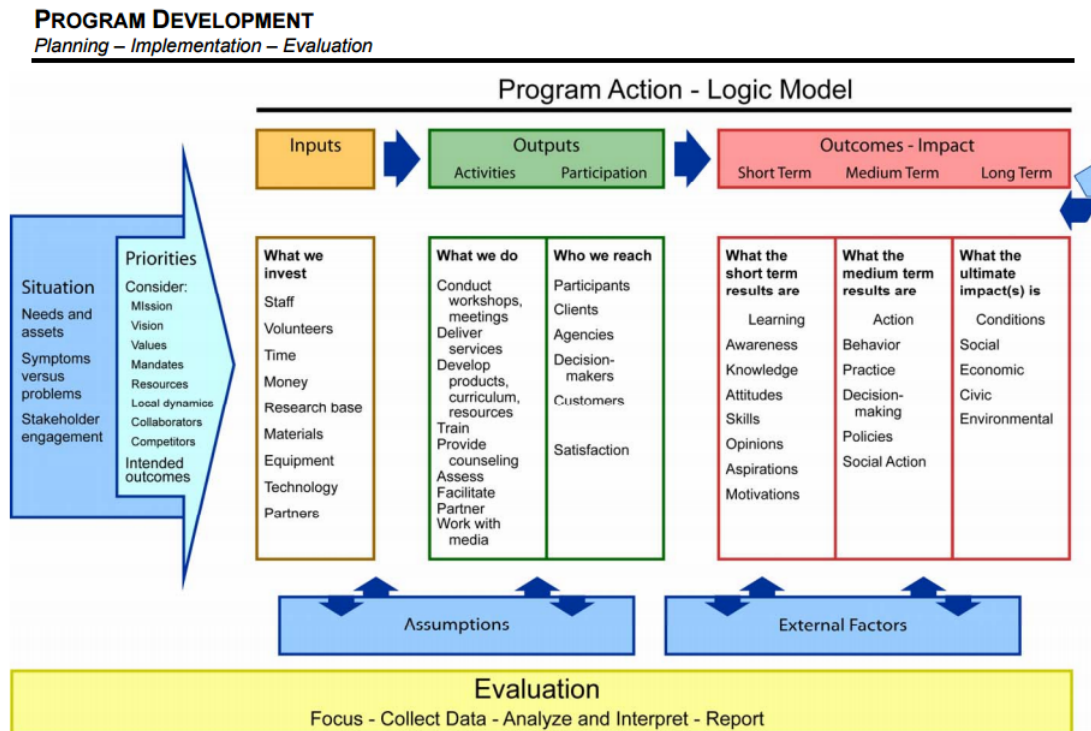 PROGRAM DEVELOPMENT
Planning – Implementation – Evaluation
Program Action - Logic Model
Inputs
Outputs
Activities Participation
Outcomes - Impact
Short Term Medium Term Long Term
Situation
Needs and
assets
Symptoms
versus
problems
Stakeholder
engagement
Priorities
Consider:
MIssion
Vision
Values
Mandates
Resources
Local dynamics
Collaborators
Competitors
Intended
outcomes
What we
invest
Staff
Volunteers
Time
Money
Research base
Materials
Equipment
Technology
Partners
What we do
Conduct
workshops,
meetings
Deliver
services
Develop
products,
curriculum,
resources
Train
Provide
counseling
Assess
Facilitate
Partner
Work with
media
Who we reach
Participants
Clients
Agencies
Decision-
makers
Customers
Satisfaction
What the
short term
results are
Learning
Awareness
Knowledge
Attitudes
Skills
Opinions
Aspirations
Motivations
What the
medium term
results are
Action
Behavior
Practice
Decision-
making
Policies
Social Action
What the
ultimate
impact(s) is
Conditions
Social
Economic
Civic
Environmental
Assumptions
External Factors
Evaluation
Focus - Collect Data - Analyze and Interpret - Report